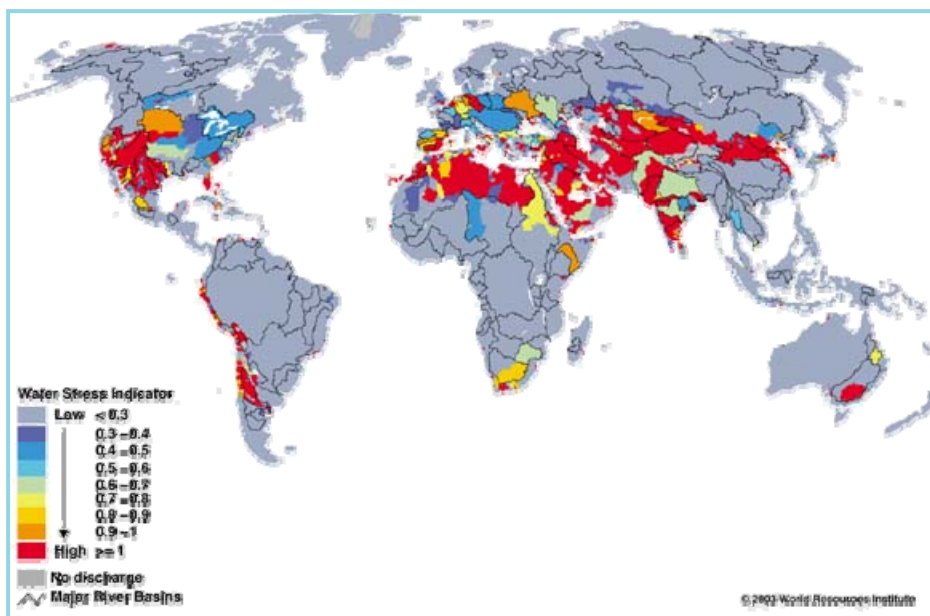 Water Stress Indicator
Low < 0.3
0.3 - 0.4
0.4 - 0.5
0.5 - 0.6
0.6 - 0.7
0.7 - 0.8
0.8 - 0.9
0.9 - 1
High >= 1
No discharge
Major River Basins
© 2003 World Resources Institute